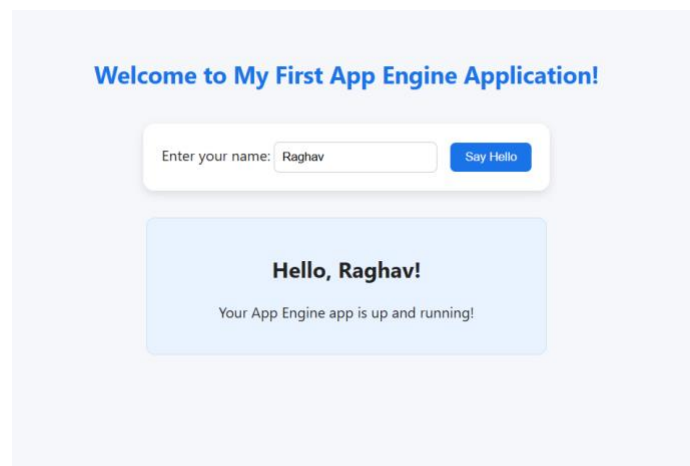 Welcome to My First App Engine Application!
Enter your name: Raghav Say Hello
Hello, Raghav!
Your App Engine app is up and running!